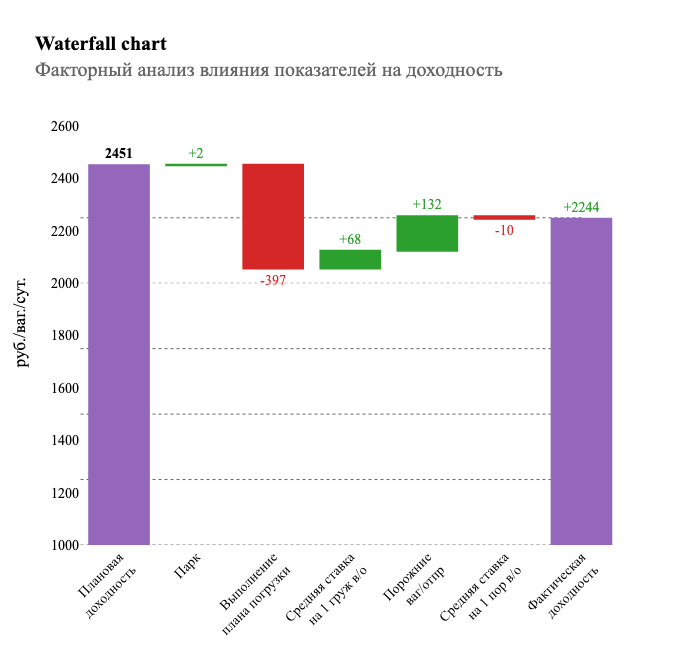 Waterfall chart
Факторный анализ влияния показателей на доходность
2600
2400
2200
2000
1800
1600
1400
1200
1000
руб./ваг./сут.
2451
+2
-397
+68
+132
-10
+2244
Плановая
доходность
Парк
Выполнение
плана погрузки
Средняя ставка
на 1 груж в/о
Порожние
ваг/отпр
Средняя ставка
на 1 пор в/о
Фактическая
доходность